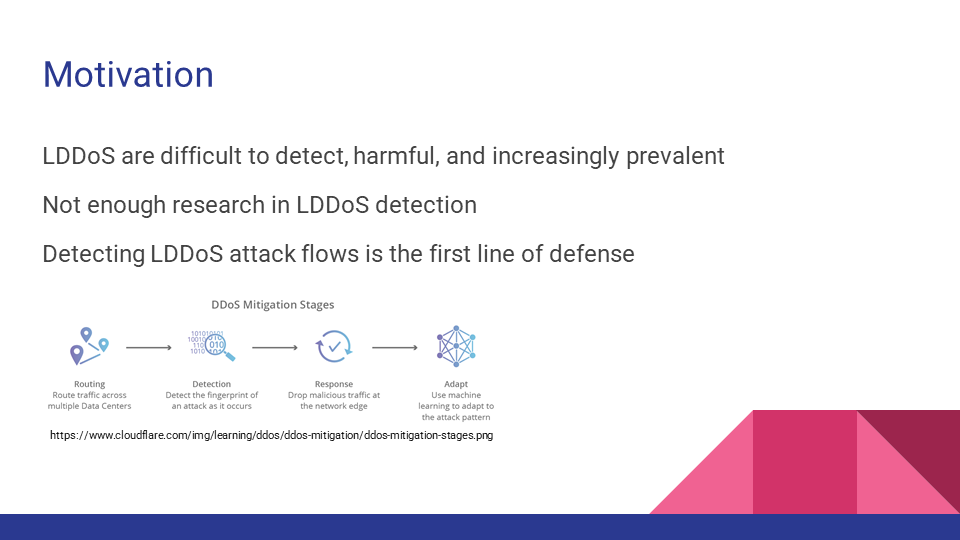 Motivation
LDDoS are difficult to detect, harmful, and increasingly prevalent
Not enough research in LDDoS detection
Detecting LDDoS attack flows is the first line of defense
DDoS Mitigation Stages
Routing
Route traffic across
multiple Data Centers
Detection
Detect the fingerprint of
an attack as it occurs
Response
Drop malicious traffic at
the network edge
Adapt
Use machine
learning to adapt to
the attack pattern
https://www.cloudflare.com/img/learning/ddos/ddos-mitigation/ddos-mitigation-stages.png